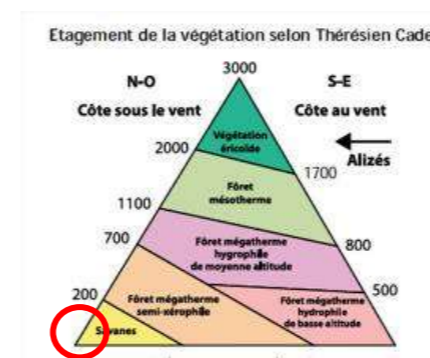 Etagement de la végétation selon Thérésien Cade
3000
N-O
S-E
Côte sous le vent
Côte au vent
Alizés
2000
Végétation
éricoïde
1700
Fôret
mésotherme
1100
700
Fôret mégatherme
hygrophile
de moyenne altitude
800
200
500
Fôret mégatherme
semi-xérophile
Fôret mégatherme
hydrophile
de basse altitude
Savanes